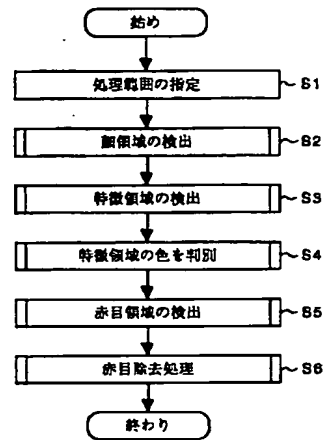 始め
処理範囲の指定 S1
顔領域の検出 S2
特徴領域の検出 S3
特徴領域の色を判別 S4
赤目領域の検出 S5
赤目除去処理 S6
終わり